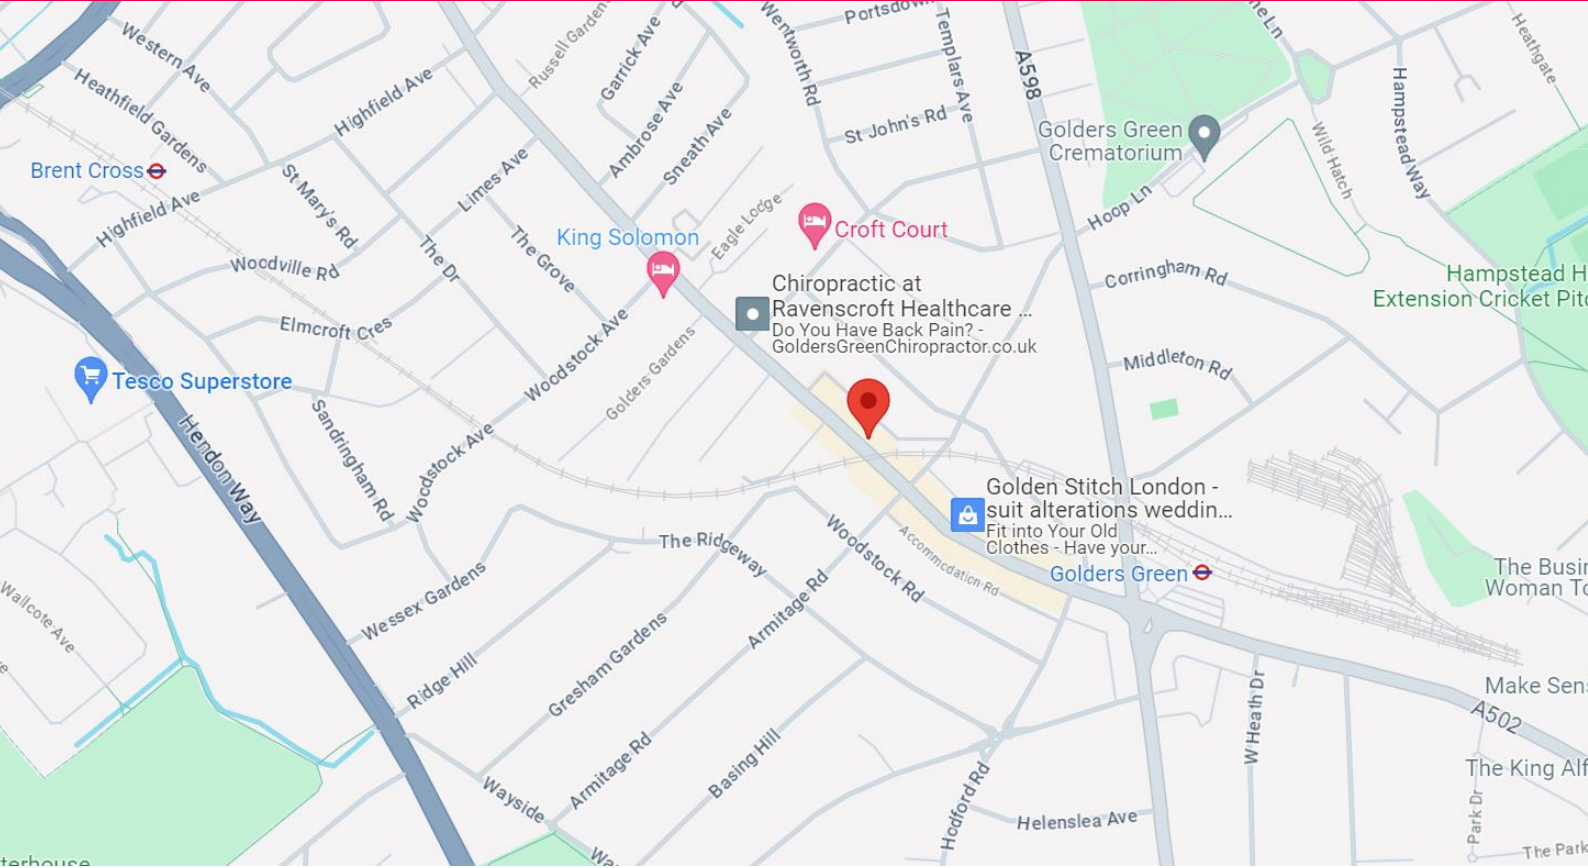 Western Ave
Heathfield Gardens
Highfield Ave
Russell Garden
Garrick Ave
Ambrose Ave
Sneath Ave
Wentworth Rd
Portsdow
Templars Ave
St John's Rd
A598
Golders Green
Crematorium
Hoop Ln
Wild Hatch
Hampstead Way
Heathgate
Brent Cross
Highfield Ave
St Mary's Rd
Limes Ave
Woodville Rd
The Dr
The Grove
King Solomon
Eagle Lodge
Croft Court
Chiropractic at
Ravenscroft Healthcare ...
Do You Have Back Pain? -
GoldersGreenChiropractor.co.uk
Corringham Rd
Hampstead H
Extension Cricket Pitc
Elmcroft Cres
Woodstock Ave
Golders Gardens
Middleton Rd
Tesco Superstore
Hendon Way
Sandringham Rd
Woodstock Ave
Golden Stitch London -
suit alterations weddin...
Fit into Your Old
Clothes - Have your...
Golders Green
The Ridgeway
Woodstock Rd
Accommodation Rd
The Busin
Woman To
Wallcote Ave
Wessex Gardens
Armitage Rd
Ridge Hill
Gresham Gardens
Make Sens
A502
W Heath Dr
The King Alf
Armitage Rd
Basing Hill
Wayside
Wa
Hodford Rd
Helenslea Ave
Park Dr
The Park
terhouse